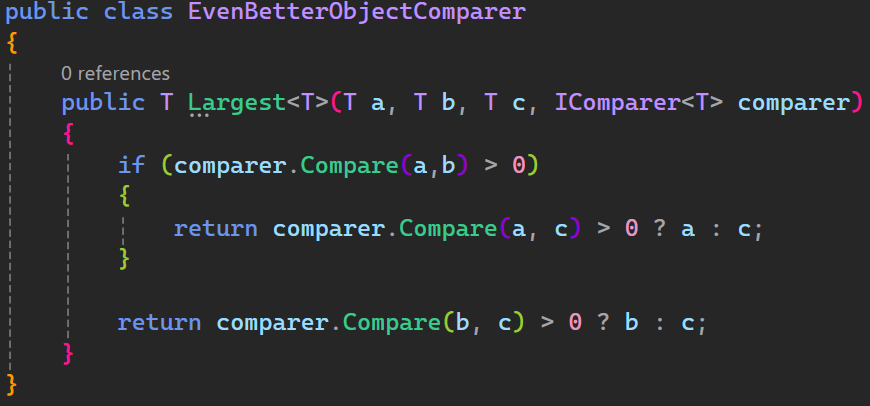 public class EvenBetterObjectComparer
{
0 references
public T Largest<T>(T a, T b, T c, IComparer<T> comparer)
{
if (comparer.Compare(a,b) > 0)
{
return comparer.Compare(a, c) > 0 ? a : c;
}
return comparer.Compare(b, c) > 0 ? b : c;
}
}